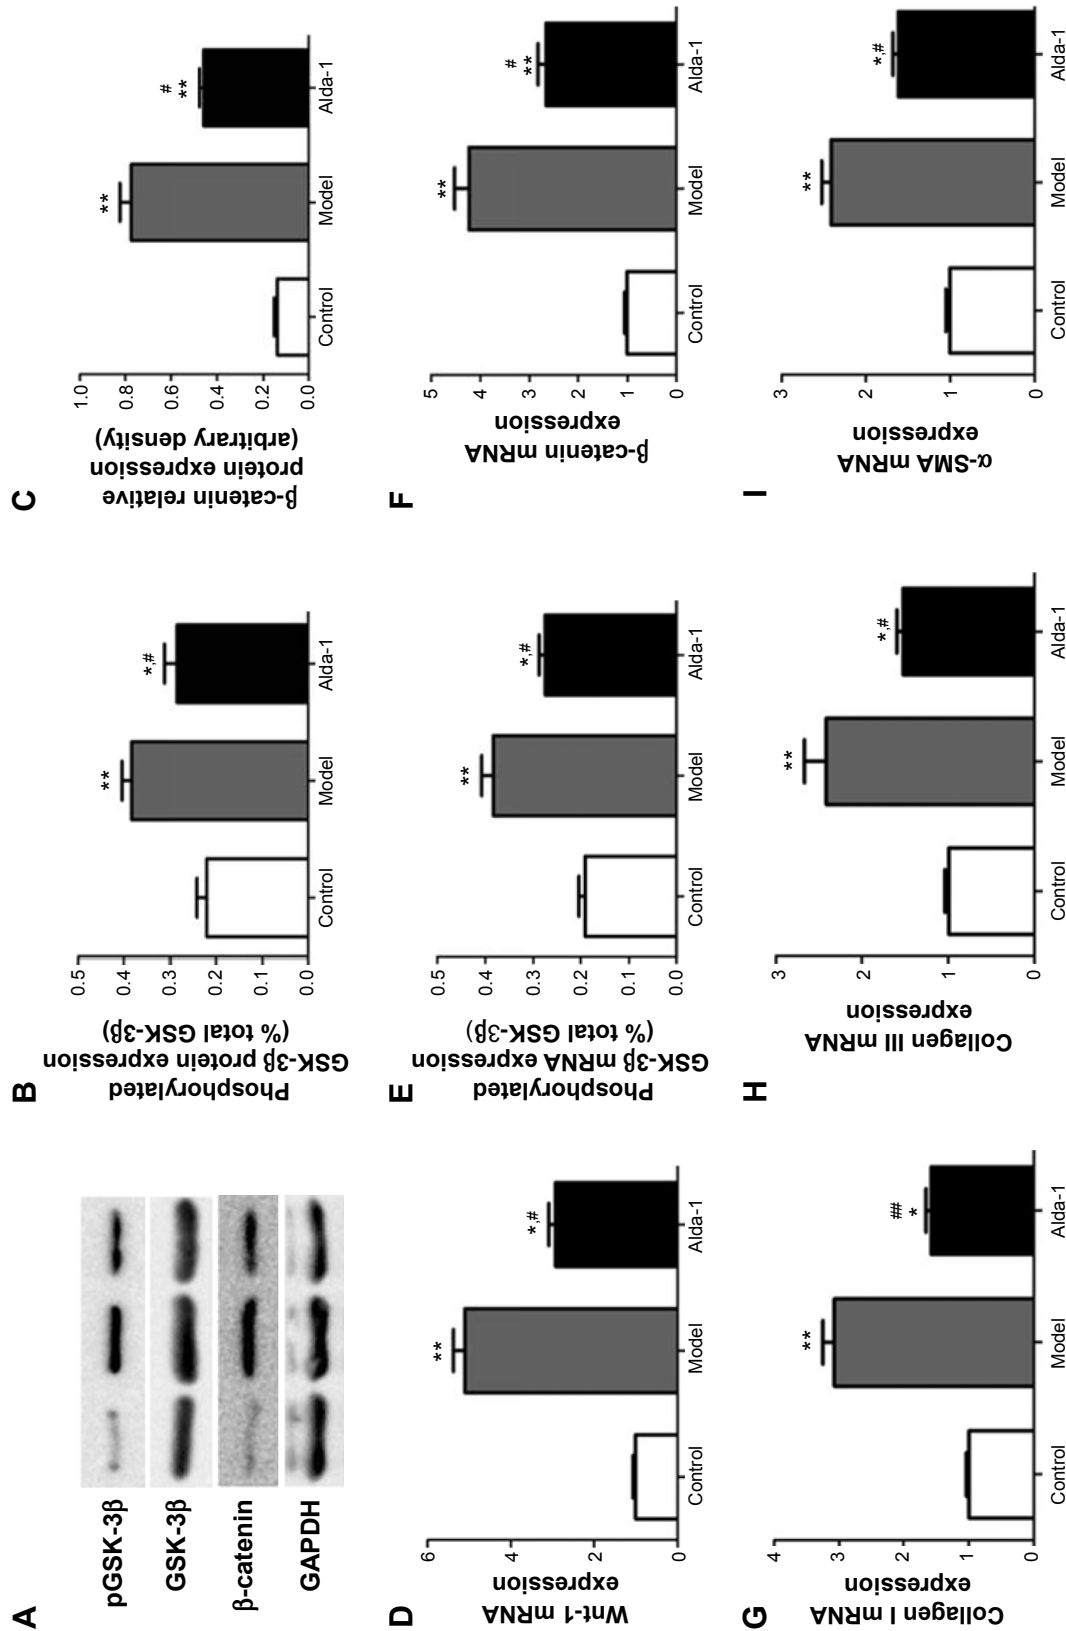 A
pGSK-3β
GSK-3β
β-catenin
GAPDH
B
Phosphorylated
GSK-3β protein expression
(% total GSK-3β)
0.5
0.4
0.3
0.2
0.1
0.0
**
*,#
Control
Model
Alda-1
C
β-catenin relative
protein expression
(arbitrary density)
1.0
0.8
0.6
0.4
0.2
0.0
**
#
**
Control
Model
Alda-1
D
Wnt-1 mRNA
expression
6
4
2
0
**
*,#
Control
Model
Alda-1
E
Phosphorylated
GSK-3β mRNA expression
(% total GSK-3β)
0.5
0.4
0.3
0.2
0.1
0.0
**
*,#
Control
Model
Alda-1
F
β-catenin mRNA
expression
5
4
3
2
1
0
**
#
**
Control
Model
Alda-1
G
Collagen I mRNA
expression
4
3
2
1
0
**
##
*
Control
Model
Alda-1
H
Collagen III mRNA
expression
3
2
1
0
**
*,#
Control
Model
Alda-1
I
α-SMA mRNA
expression
3
2
1
0
**
*,#
Control
Model
Alda-1